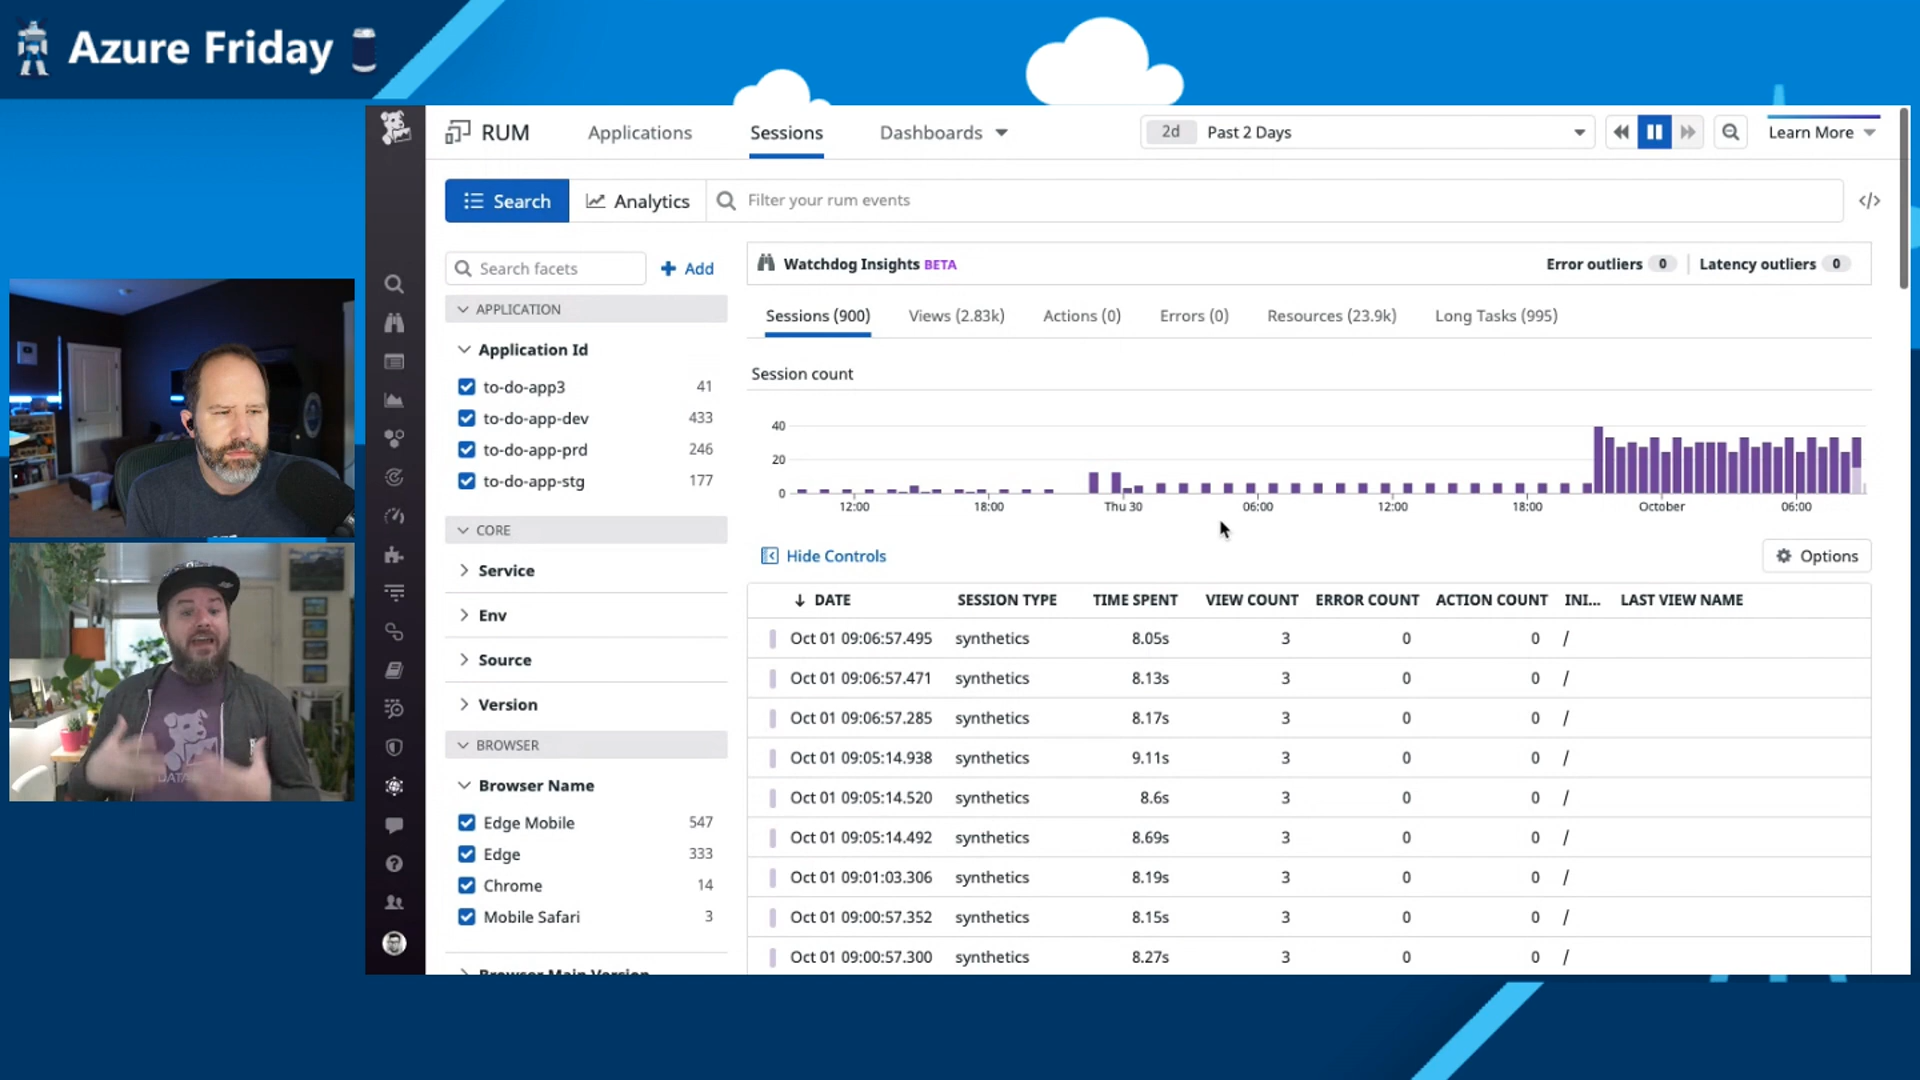 Azure Friday
RUM Applications Sessions Dashboards 2d Past 2 Days Learn More
Search Analytics Filter your rum events </>
Search facets Add
Watchdog Insights BETA Error outliers 0 Latency outliers 0
APPLICATION
Sessions (900) Views (2.83k) Actions (0) Errors (0) Resources (23.9k) Long Tasks (995)
Application Id
to-do-app3 41
to-do-app-dev 433
to-do-app-prd 246
to-do-app-stg 177
Session count
40
20
0
12:00 18:00 Thu 30 06:00 12:00 18:00 October 06:00
CORE
Service
Env
Source
Version
BROWSER
Browser Name
Edge Mobile 547
Edge 333
Chrome 14
Mobile Safari 3
Browser Main Version
Hide Controls Options
DATE SESSION TYPE TIME SPENT VIEW COUNT ERROR COUNT ACTION COUNT INI... LAST VIEW NAME
Oct 01 09:06:57.495 synthetics 8.05s 3 0 0 /
Oct 01 09:06:57.471 synthetics 8.13s 3 0 0 /
Oct 01 09:06:57.285 synthetics 8.17s 3 0 0 /
Oct 01 09:05:14.938 synthetics 9.11s 3 0 0 /
Oct 01 09:05:14.520 synthetics 8.6s 3 0 0 /
Oct 01 09:05:14.492 synthetics 8.69s 3 0 0 /
Oct 01 09:01:03.306 synthetics 8.19s 3 0 0 /
Oct 01 09:00:57.352 synthetics 8.15s 3 0 0 /
Oct 01 09:00:57.300 synthetics 8.27s 3 0 0 /